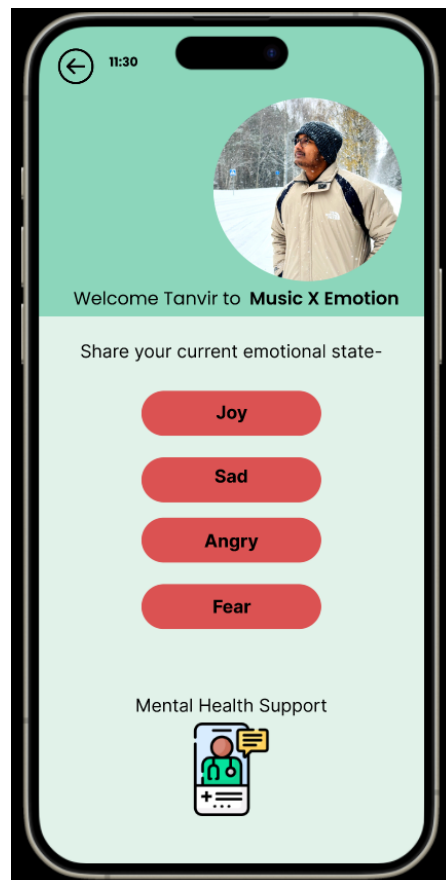 11:30
Welcome Tanvir to Music X Emotion
Share your current emotional state-
Joy
Sad
Angry
Fear
Mental Health Support